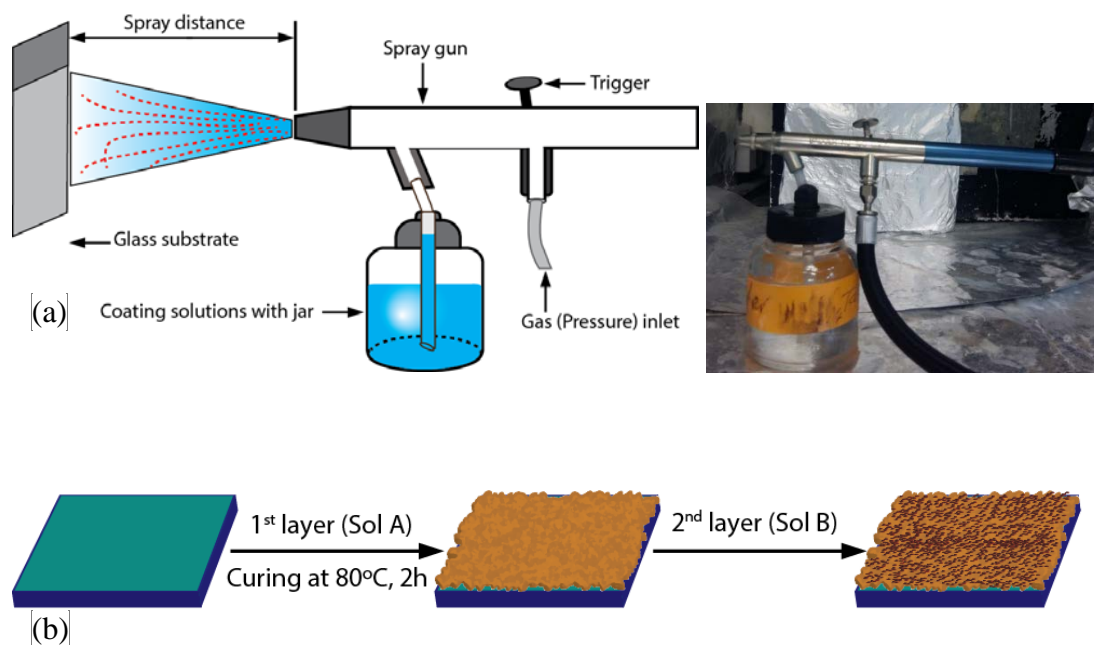 Spray distance
Spray gun
Trigger
Glass substrate
Coating solutions with jar
Gas (Pressure) inlet
(a)
1st layer (Sol A)
Curing at 80ºC, 2h
2nd layer (Sol B)
(b)